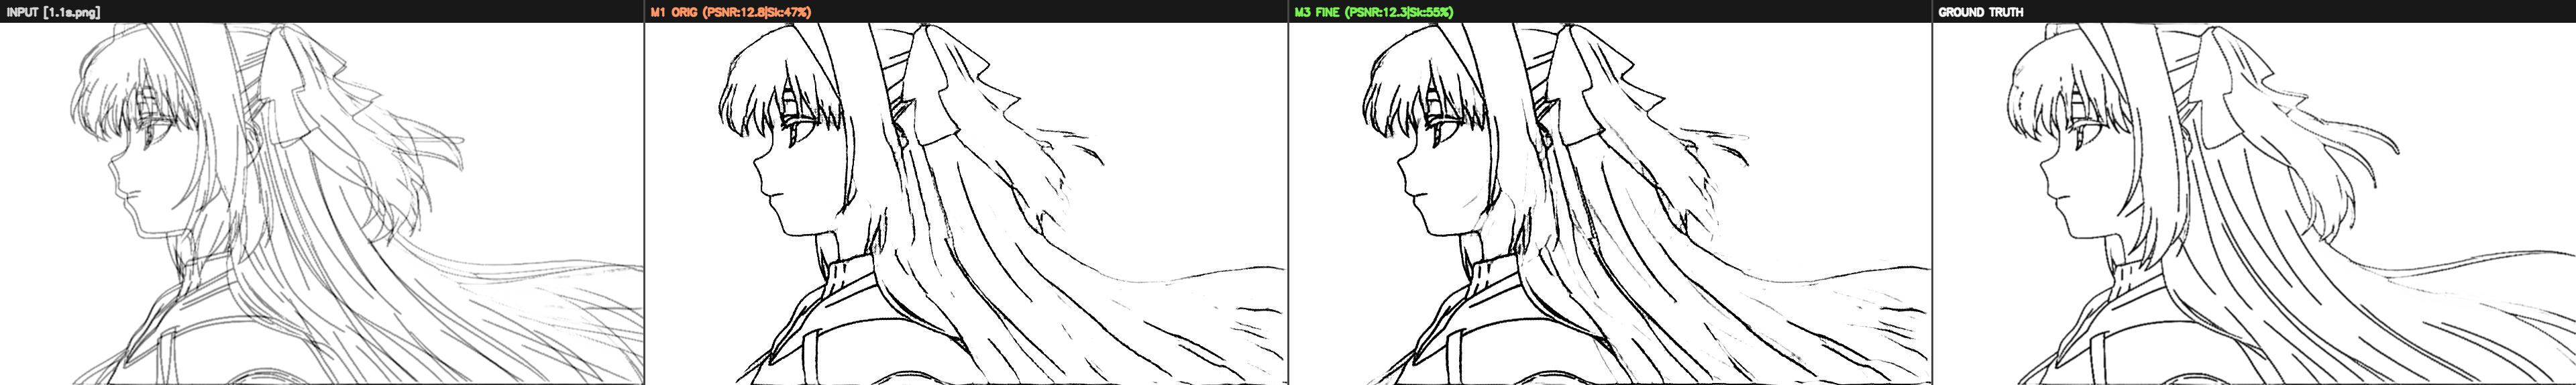 INPUT [1.1s.png]
M1 ORIG (PSNR:12.8|Sk:47%)
M3 FINE (PSNR:12.3|Sk:55%)
GROUND TRUTH